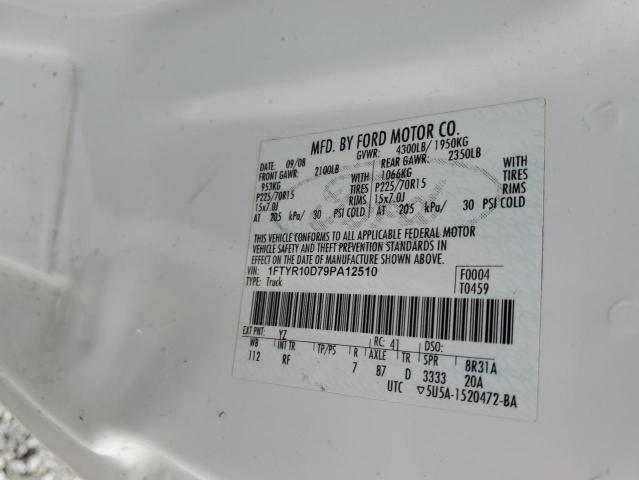 MFD. BY FORD MOTOR CO.
DATE: 09/08 GVWR: 4300LB/ 1950KG
FRONT GAWR: 2100LB REAR GAWR: 2350LB
953KG WITH 1066KG WITH
P225/70R15 TIRES P225/70R15 TIRES
15x7.0J RIMS 15x7.0J RIMS
AT 205 kPa/ 30 PSI COLD AT 205 kPa/ 30 PSI COLD
THIS VEHICLE CONFORMS TO ALL APPLICABLE FEDERAL MOTOR
VEHICLE SAFETY AND THEFT PREVENTION STANDARDS IN
EFFECT ON THE DATE OF MANUFACTURE SHOWN ABOVE.
VIN: 1FTYR10D79PA12510 F0004
TYPE: Truck T0459
EXT PNT: YZ RC: 41 DSO:
WB INT TR TP/PS R AXLE TR SPR 8R31A
112 RF 7 87 D 3333 20A
UTC ▽5U5A-1520472-BA
Ford